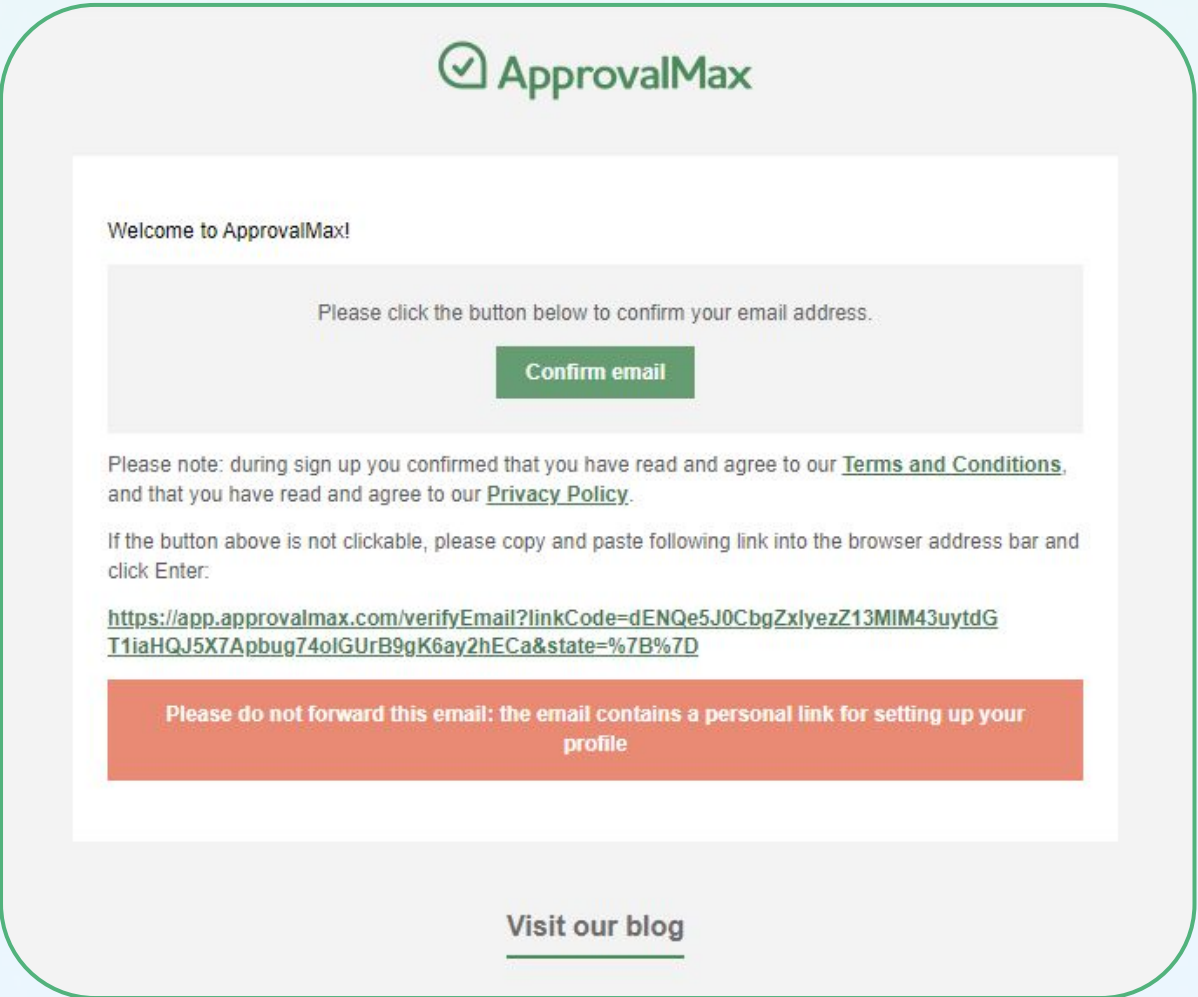 ApprovalMax
Welcome to ApprovalMax!
Please click the button below to confirm your email address.
Confirm email
Please note: during sign up you confirmed that you have read and agree to our Terms and Conditions,
and that you have read and agree to our Privacy Policy.
If the button above is not clickable, please copy and paste following link into the browser address bar and
click Enter:
https://app.approvalmax.com/verifyEmail?linkCode=dENQe5J0CbgZxlyezZ13MIM43uytdG
T1iaHQJ5X7Apbug74olGUrB9gK6ay2hECa&state=%7B%7D
Please do not forward this email: the email contains a personal link for setting up your
profile
Visit our blog